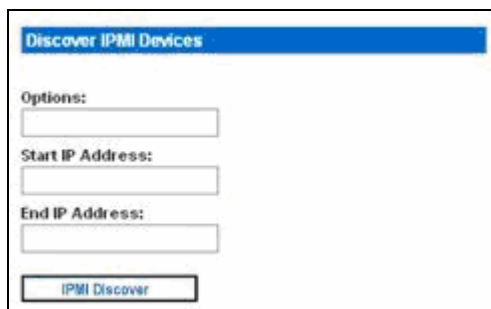 Discover IPMI Devices
Options:
Start IP Address:
End IP Address:
IPMI Discover